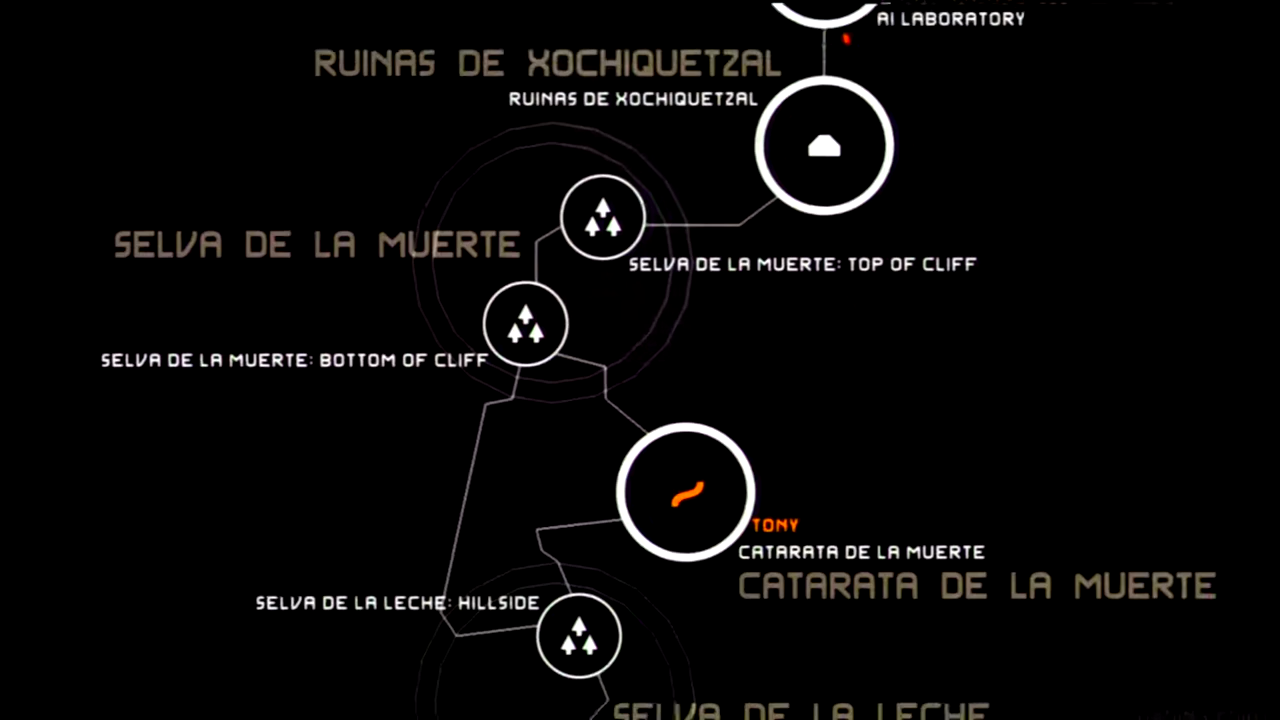 AI LABORATORY
RUINAS DE XOCHIQUETZAL
RUINAS DE XOCHIQUETZAL
SELVA DE LA MUERTE
SELVA DE LA MUERTE: TOP OF CLIFF
SELVA DE LA MUERTE: BOTTOM OF CLIFF
TONY
CATARATA DE LA MUERTE
CATARATA DE LA MUERTE
SELVA DE LA LECHE: HILLSIDE
SELVA DE LA LECHE